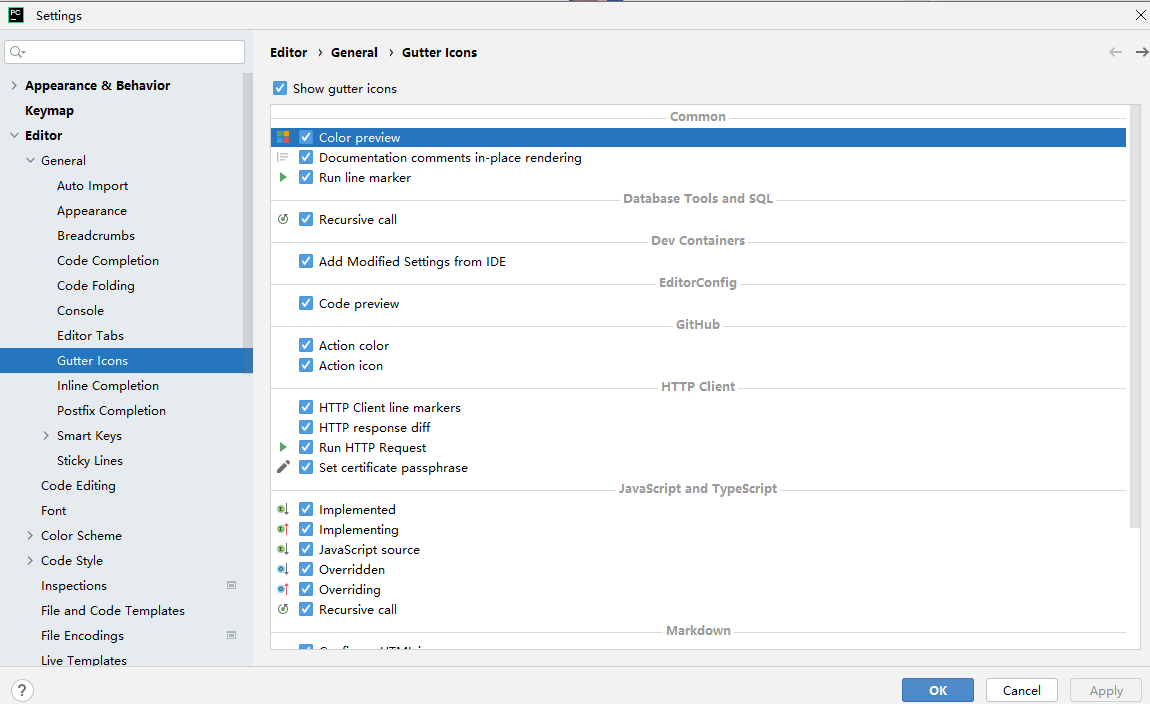 PC
Settings
Appearance & Behavior
Keymap
Editor
General
Auto Import
Appearance
Breadcrumbs
Code Completion
Code Folding
Console
Editor Tabs
Gutter Icons
Inline Completion
Postfix Completion
Smart Keys
Sticky Lines
Code Editing
Font
Color Scheme
Code Style
Inspections
File and Code Templates
File Encodings
Live Templates
Editor › General › Gutter Icons
Show gutter icons
Common
Color preview
Documentation comments in-place rendering
Run line marker
Database Tools and SQL
Recursive call
Dev Containers
Add Modified Settings from IDE
EditorConfig
Code preview
GitHub
Action color
Action icon
HTTP Client
HTTP Client line markers
HTTP response diff
Run HTTP Request
Set certificate passphrase
JavaScript and TypeScript
Implemented
Implementing
JavaScript source
Overridden
Overriding
Recursive call
Markdown
?
OK
Cancel
Apply